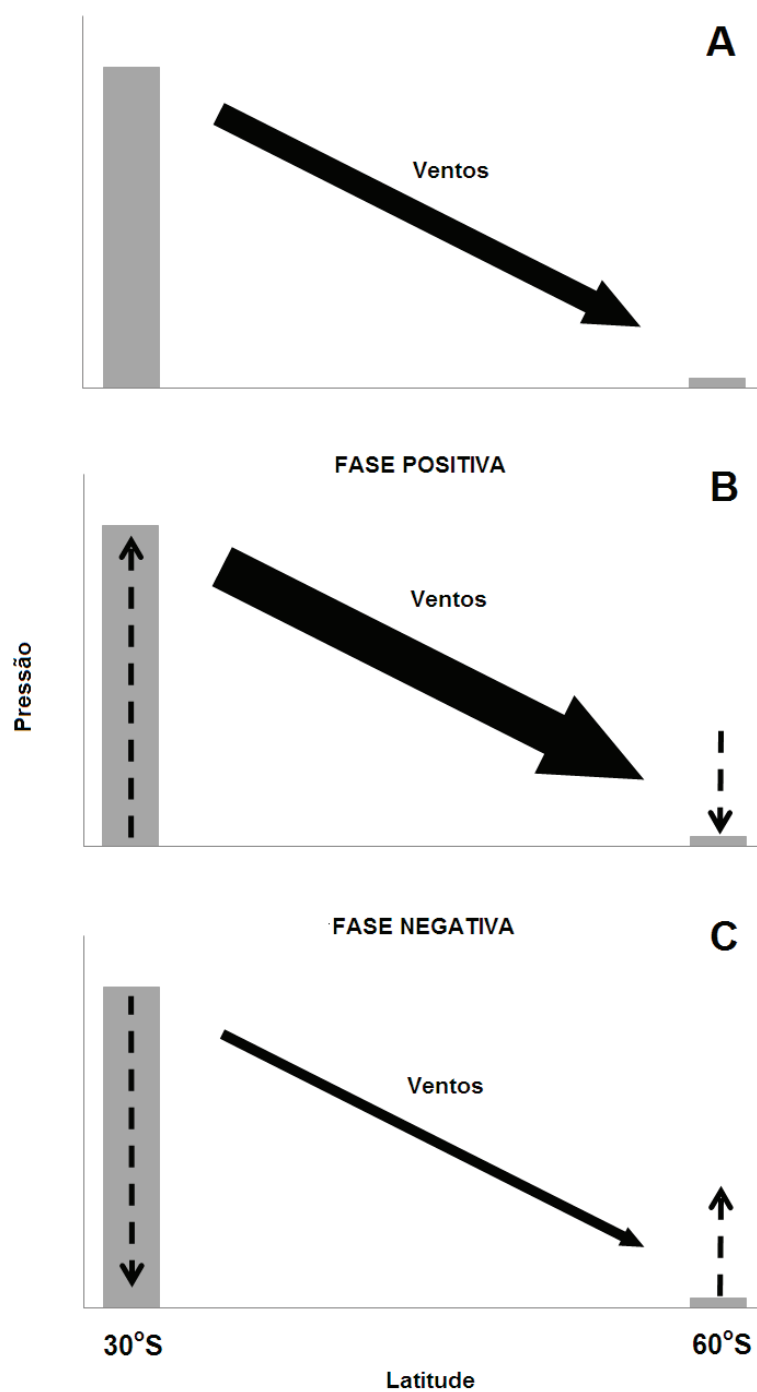 A
Ventos
FASE POSITIVA
B
Ventos
Pressão
FASE NEGATIVA
C
Ventos
30°S
60°S
Latitude